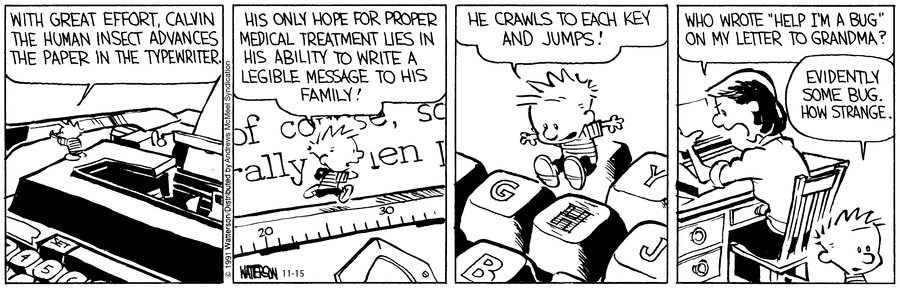 WITH GREAT EFFORT, CALVIN
THE HUMAN INSECT ADVANCES
THE PAPER IN THE TYPEWRITER.
SET
4
5
© 1991 Watterson/Distributed by Andrews McMeel Syndication
HIS ONLY HOPE FOR PROPER
MEDICAL TREATMENT LIES IN
HIS ABILITY TO WRITE A
LEGIBLE MESSAGE TO HIS
FAMILY!
20
30
WATTERSON 11-15
HE CRAWLS TO EACH KEY
AND JUMPS!
G
Y
B
J
WHO WROTE "HELP I'M A BUG"
ON MY LETTER TO GRANDMA?
EVIDENTLY
SOME BUG.
HOW STRANGE.